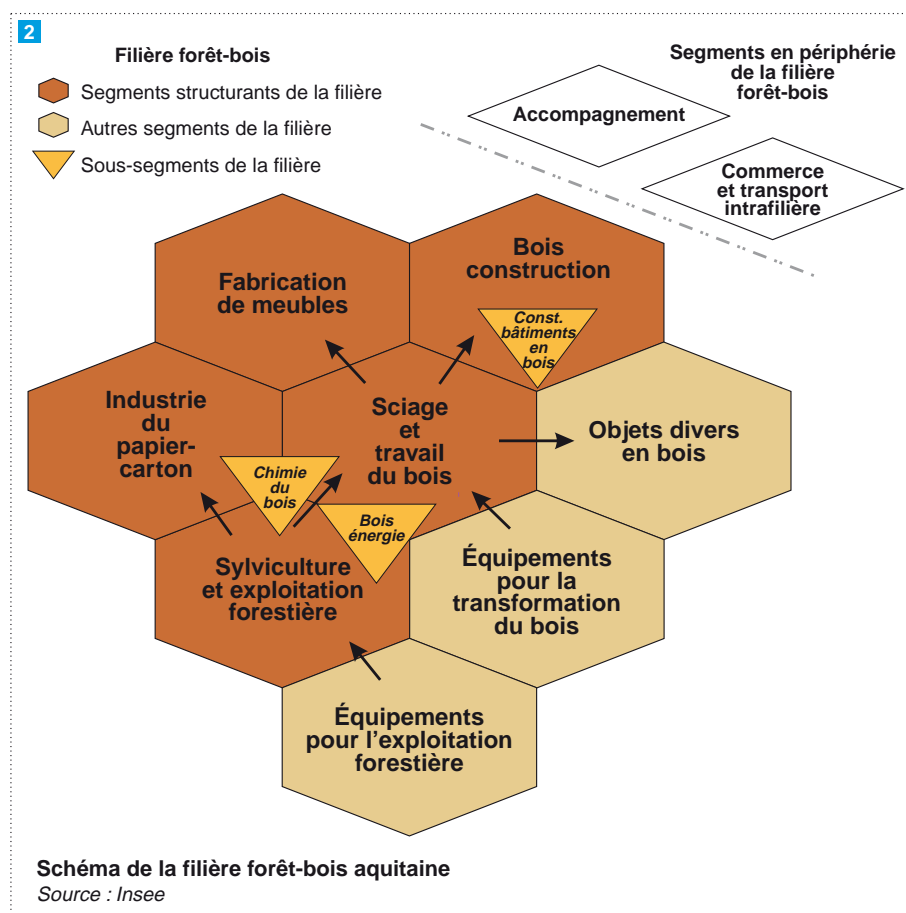 2
Filière forêt-bois
Segments structurants de la filière
Autres segments de la filière
Sous-segments de la filière
Segments en périphérie
de la filière
forêt-bois
Accompagnement
Commerce
et transport
intrafilière
Fabrication
de meubles
Bois
construction
Const.
bâtiments
en
bois
Industrie
du
papier-
carton
Sciage
et
travail
du bois
Objets divers
en bois
Chimie
du
bois
Bois
énergie
Sylviculture
et exploitation
forestière
Équipements
pour la
transformation
du bois
Équipements
pour l'exploitation
forestière
Schéma de la filière forêt-bois aquitaine
Source : Insee